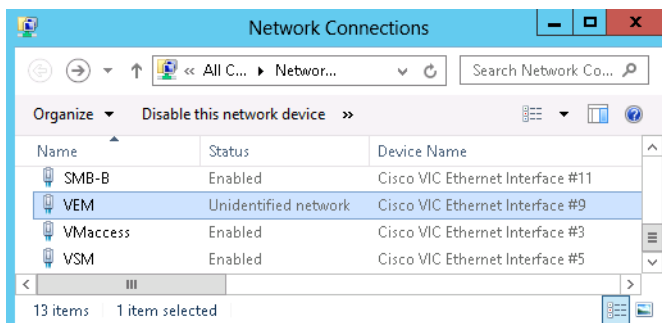 Network Connections
« All C... ▸ Networ... Search Network Co...
Organize Disable this network device »
Name Status Device Name
SMB-B Enabled Cisco VIC Ethernet Interface #11
VEM Unidentified network Cisco VIC Ethernet Interface #9
VMaccess Enabled Cisco VIC Ethernet Interface #3
VSM Enabled Cisco VIC Ethernet Interface #5
13 items 1 item selected